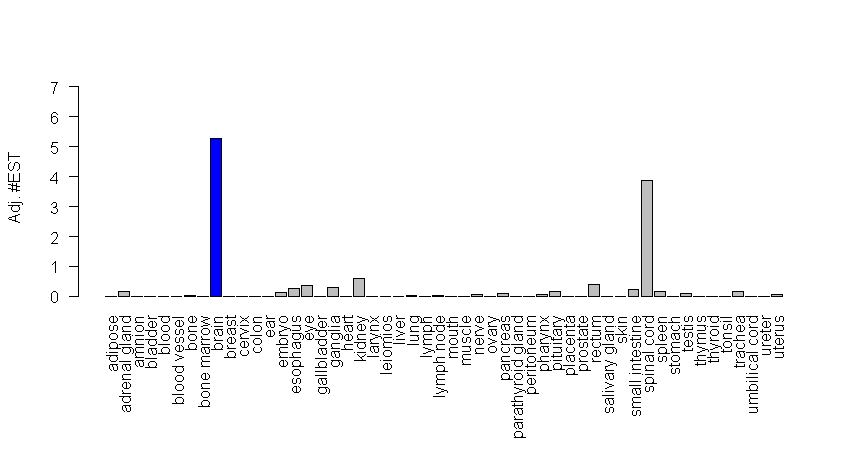 7
6
5
4
3
2
1
0
Adj. #EST
adipose
adrenal gland
amnion
bladder
blood
blood vessel
bone
bone marrow
brain
breast
cervix
colon
ear
embryo
esophagus
eye
gallbladder
ganglia
heart
kidney
larynx
leiomios
liver
lung
lymph
lymph node
mouth
muscle
nerve
ovary
pancreas
parathyroid gland
peritoneum
pharynx
pituitary
placenta
prostate
rectum
salivary gland
skin
small intestine
spinal cord
spleen
stomach
testis
thymus
thyroid
tonsil
trachea
umbilical cord
ureter
uterus